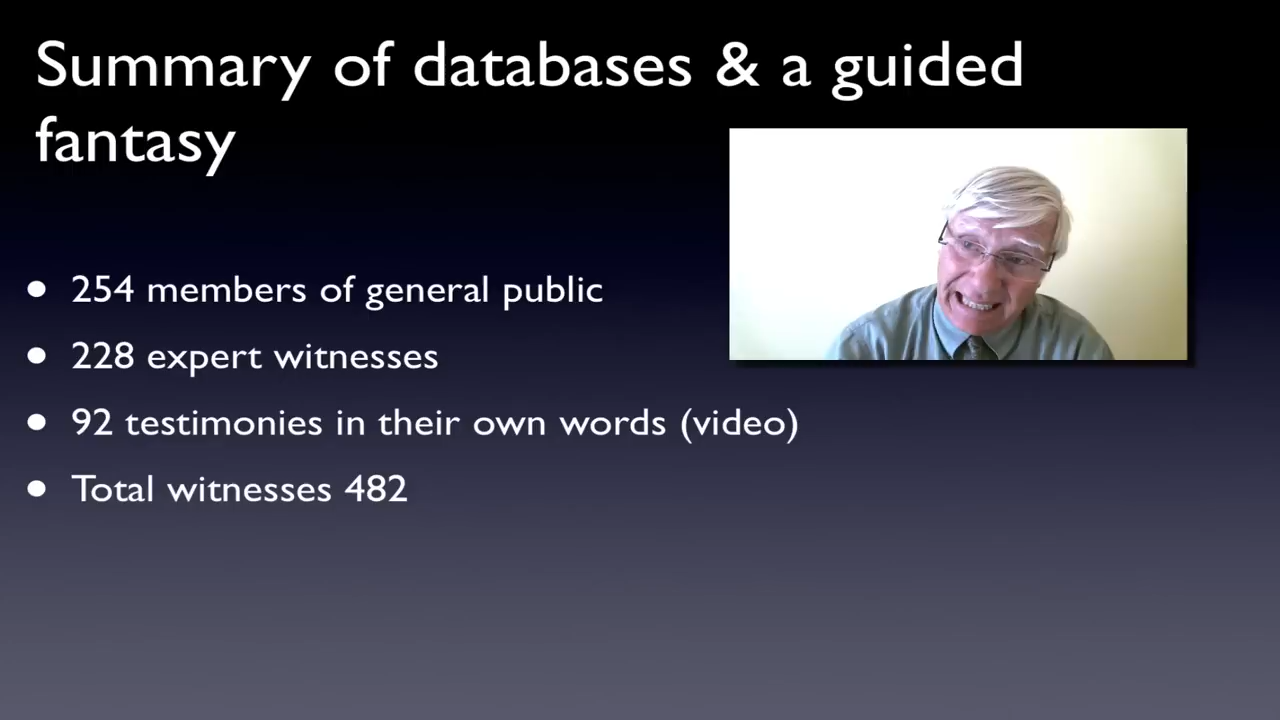 Summary of databases & a guided
fantasy
• 254 members of general public
• 228 expert witnesses
• 92 testimonies in their own words (video)
• Total witnesses 482